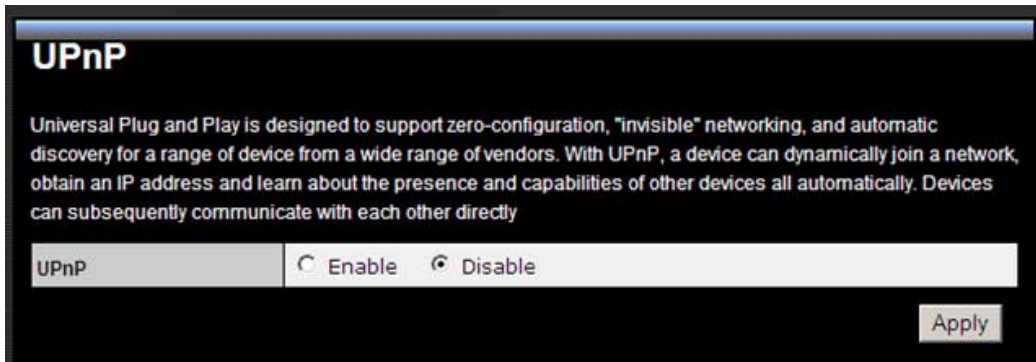 UPnP
Universal Plug and Play is designed to support zero-configuration, "invisible" networking, and automatic
discovery for a range of device from a wide range of vendors. With UPnP, a device can dynamically join a network,
obtain an IP address and learn about the presence and capabilities of other devices all automatically. Devices
can subsequently communicate with each other directly
UPnP Enable Disable
Apply